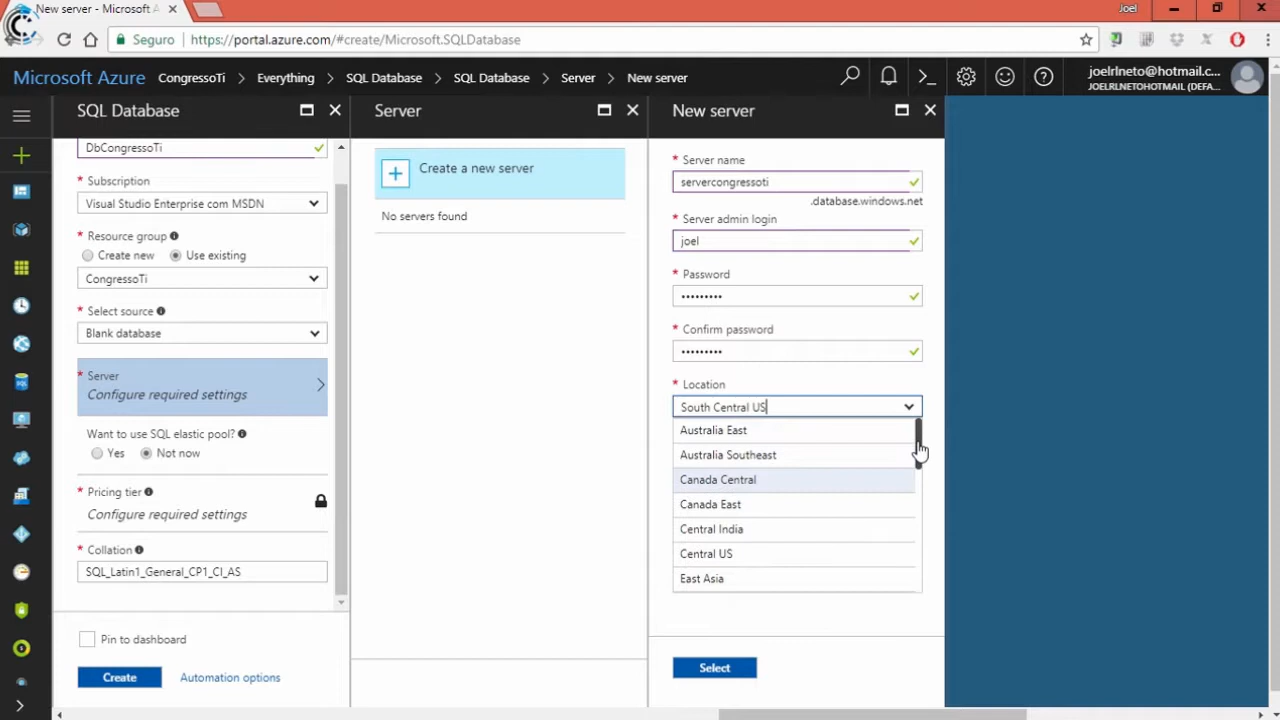 New server - Microsoft A
Joel
Seguro
https://portal.azure.com/#create/Microsoft.SQLDatabase
Microsoft Azure CongressoTi > Everything > SQL Database > SQL Database > Server > New server
joelrlneto@hotmail.c...
JOELRLNETOHOTMAIL (DEFA...
SQL Database
DbCongressoTi
* Subscription
Visual Studio Enterprise com MSDN
* Resource group
Create new Use existing
CongressoTi
* Select source
Blank database
* Server
Configure required settings
Want to use SQL elastic pool?
Yes Not now
* Pricing tier
Configure required settings
* Collation
SQL_Latin1_General_CP1_CI_AS
Pin to dashboard
Create Automation options
Server
Create a new server
No servers found
New server
* Server name
servercongressoti
.database.windows.net
* Server admin login
joel
* Password
•••••••••
* Confirm password
•••••••••
* Location
South Central US
Australia East
Australia Southeast
Canada Central
Canada East
Central India
Central US
East Asia
Select